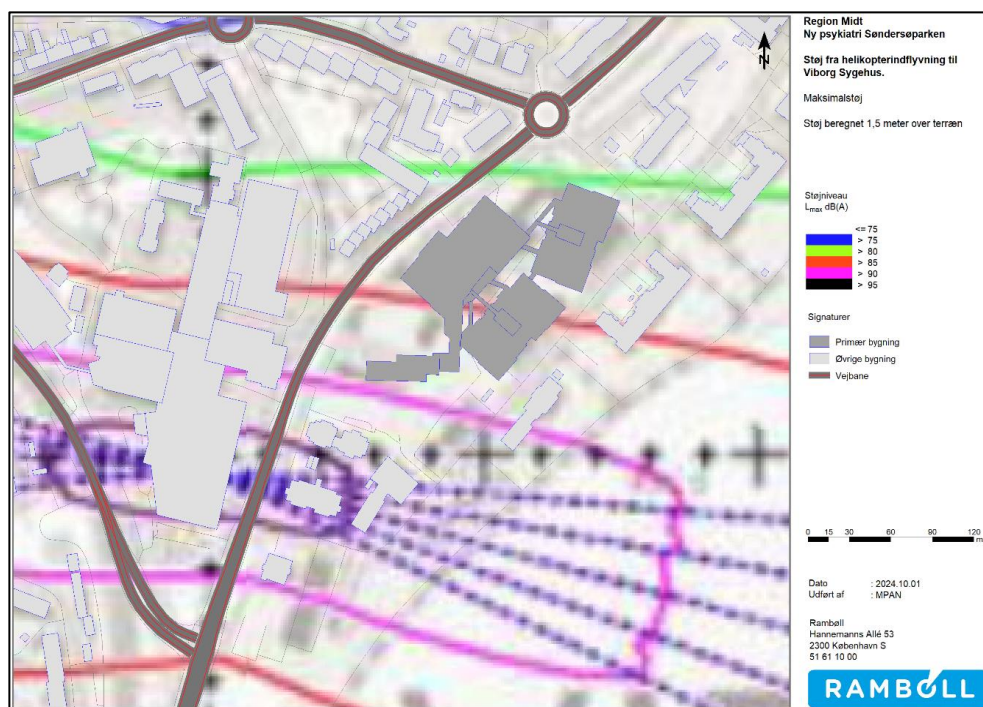 Region Midt
Ny psykiatri Søndersøparken
Støj fra helikopterindflyvning til
Viborg Sygehus.
Maksimalstøj
Støj beregnet 1,5 meter over terræn
N
Støjniveau
Lmax dB(A)
<= 75
> 75
> 80
> 85
> 90
> 95
Signaturer
Primær bygning
Øvrige bygning
Vejbane
0 15 30 60 90 120
m
Dato : 2024.10.01
Udført af : MPAN
Rambøll
Hannemanns Allé 53
2300 København S
51 61 10 00
RAMBOLL